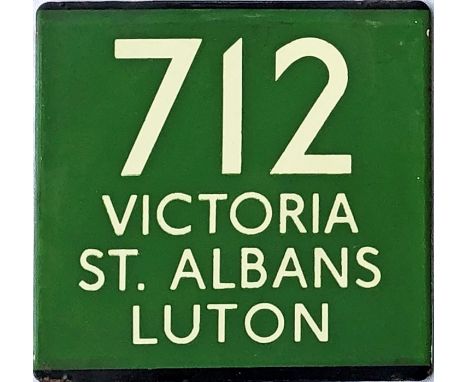 712
VICTORIA
ST. ALBANS
LUTON